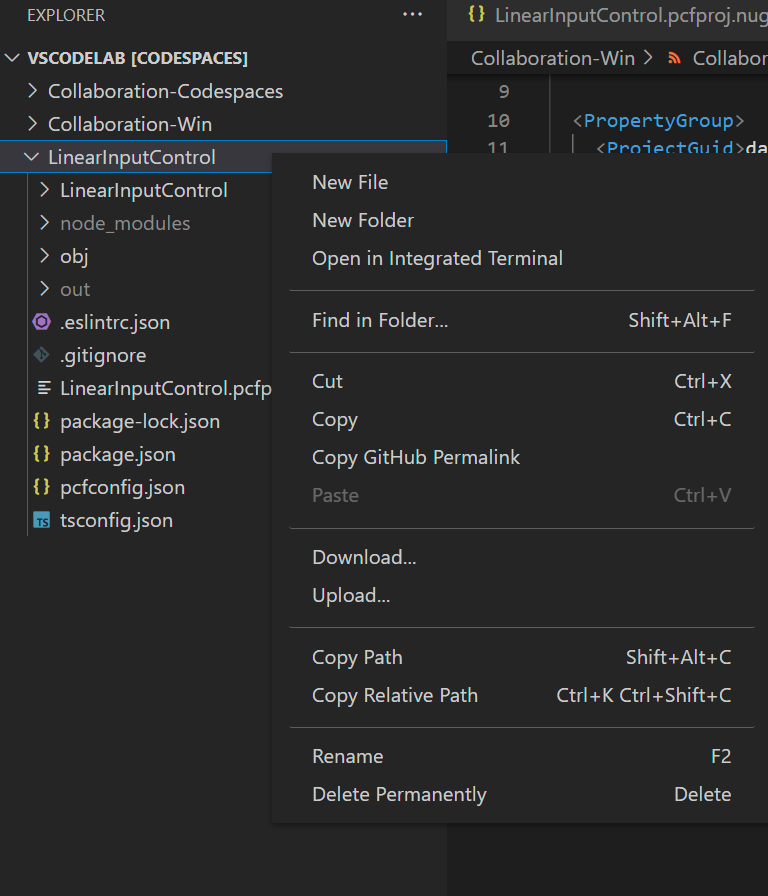 EXPLORER
VSCODELAB [CODESPACES]
Collaboration-Codespaces
Collaboration-Win
LinearInputControl
LinearInputControl
node_modules
obj
out
.eslintrc.json
.gitignore
LinearInputControl.pcfp
package-lock.json
package.json
pcfconfig.json
TS tsconfig.json
LinearInputControl.pcfproj.nug
Collaboration-Win > Collabor
9
10 <PropertyGroup>
11 <ProjectGuid>da
New File
New Folder
Open in Integrated Terminal
Find in Folder... Shift+Alt+F
Cut Ctrl+X
Copy Ctrl+C
Copy GitHub Permalink
Paste Ctrl+V
Download...
Upload...
Copy Path Shift+Alt+C
Copy Relative Path Ctrl+K Ctrl+Shift+C
Rename F2
Delete Permanently Delete